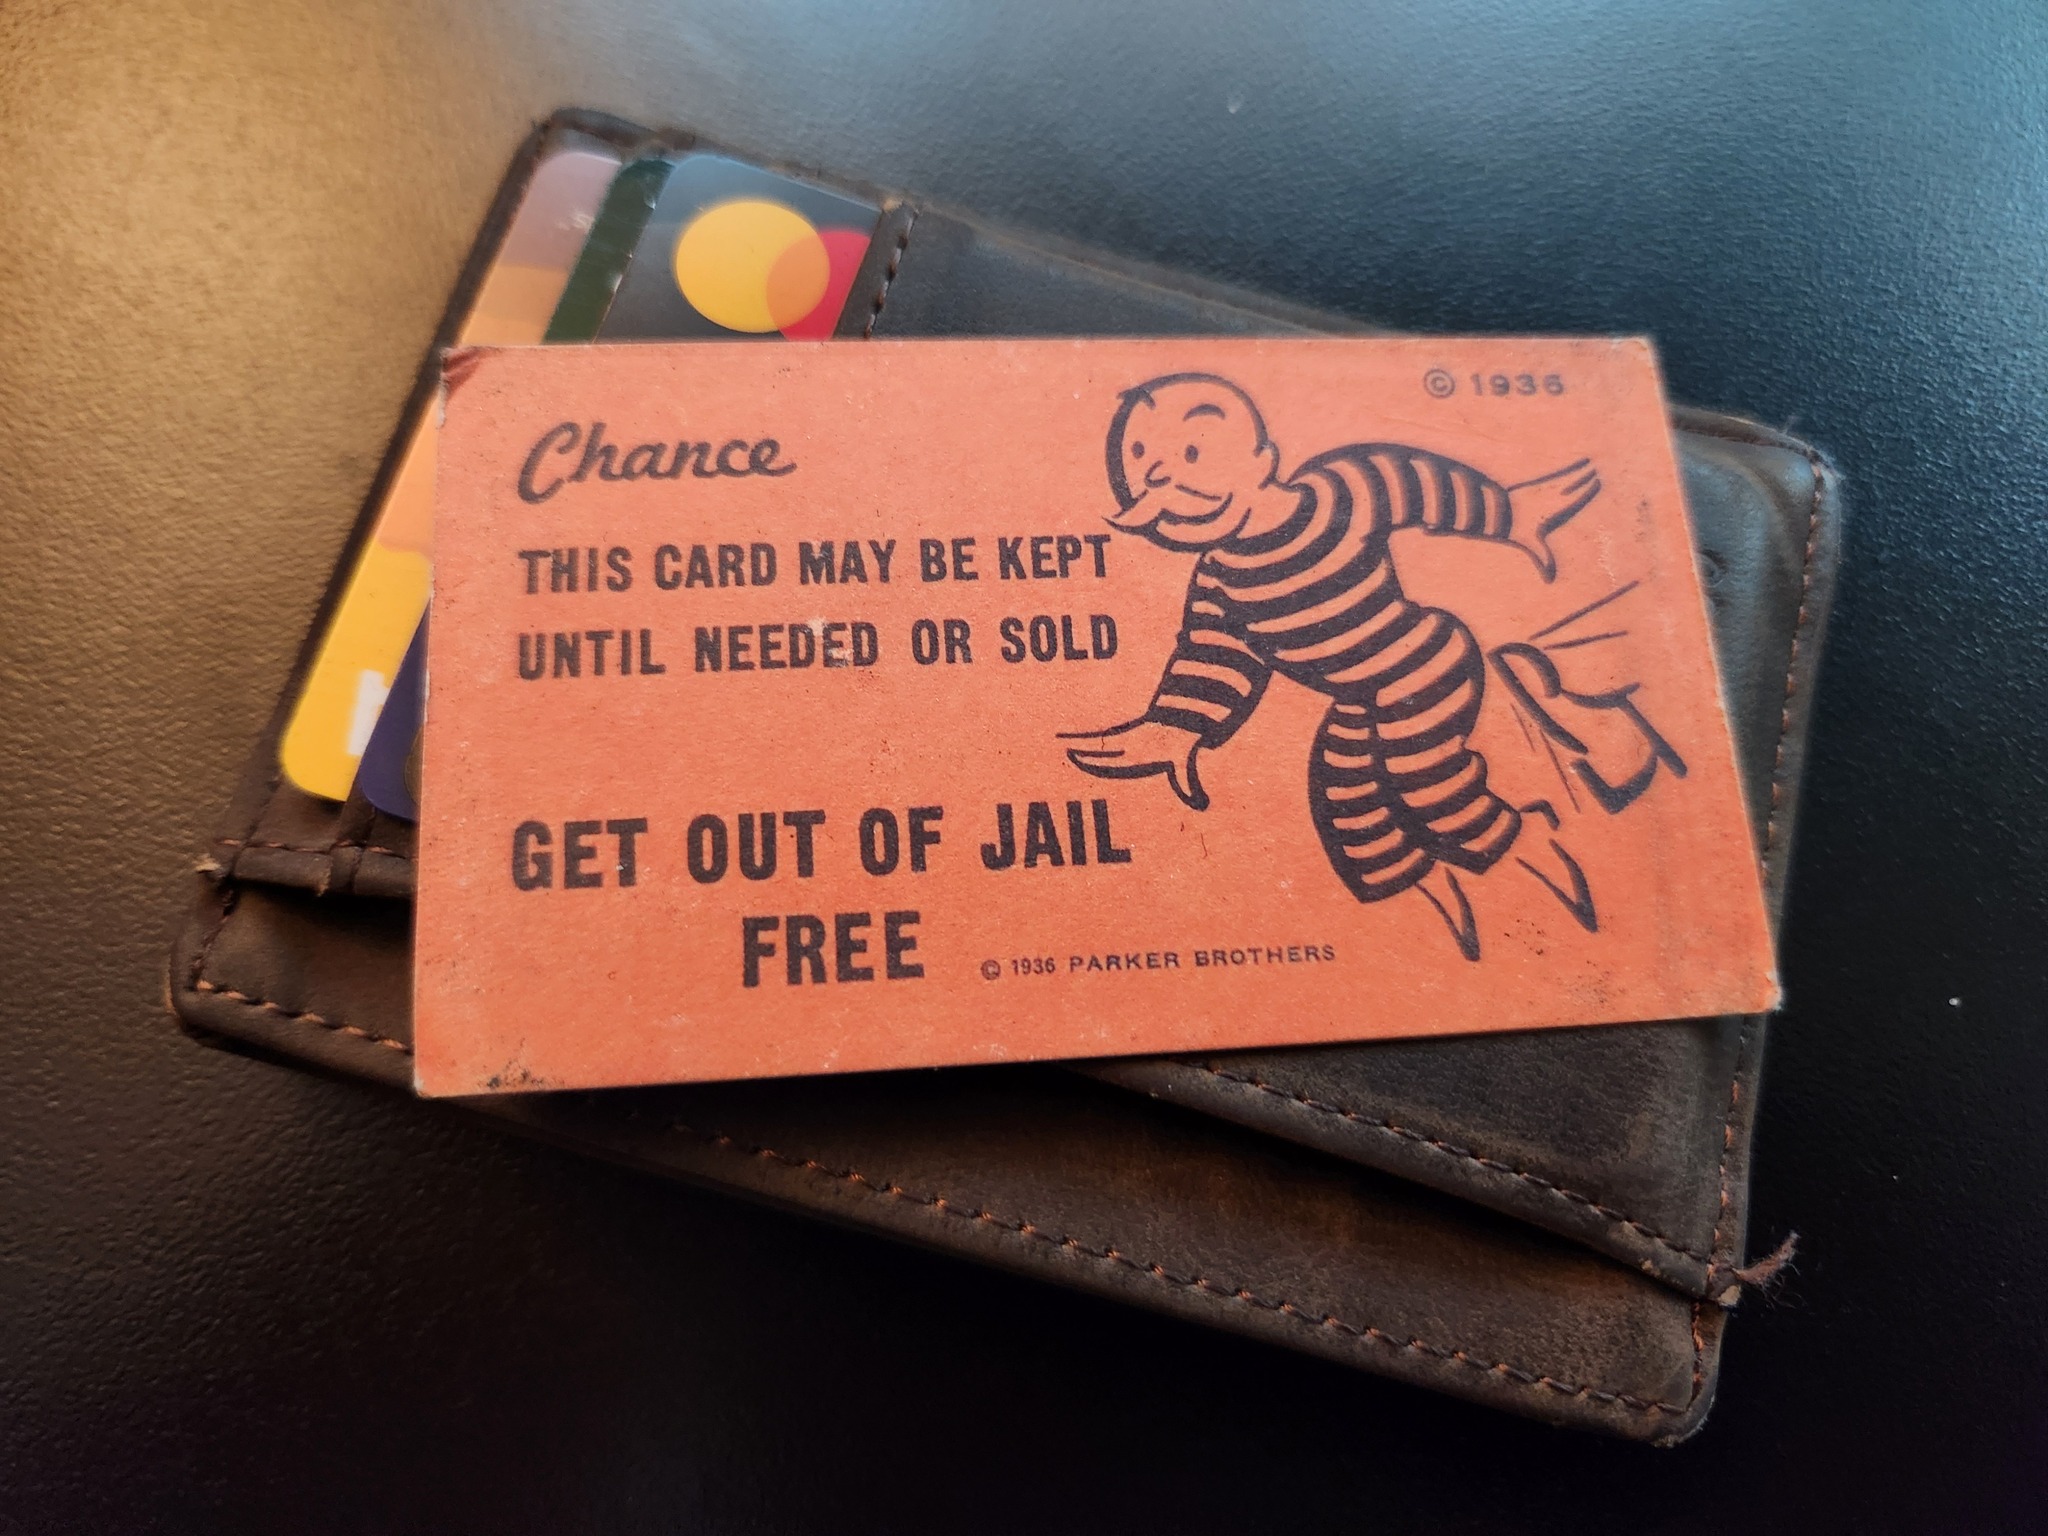 © 1936
Chance
THIS CARD MAY BE KEPT
UNTIL NEEDED OR SOLD
GET OUT OF JAIL
FREE
© 1936 PARKER BROTHERS